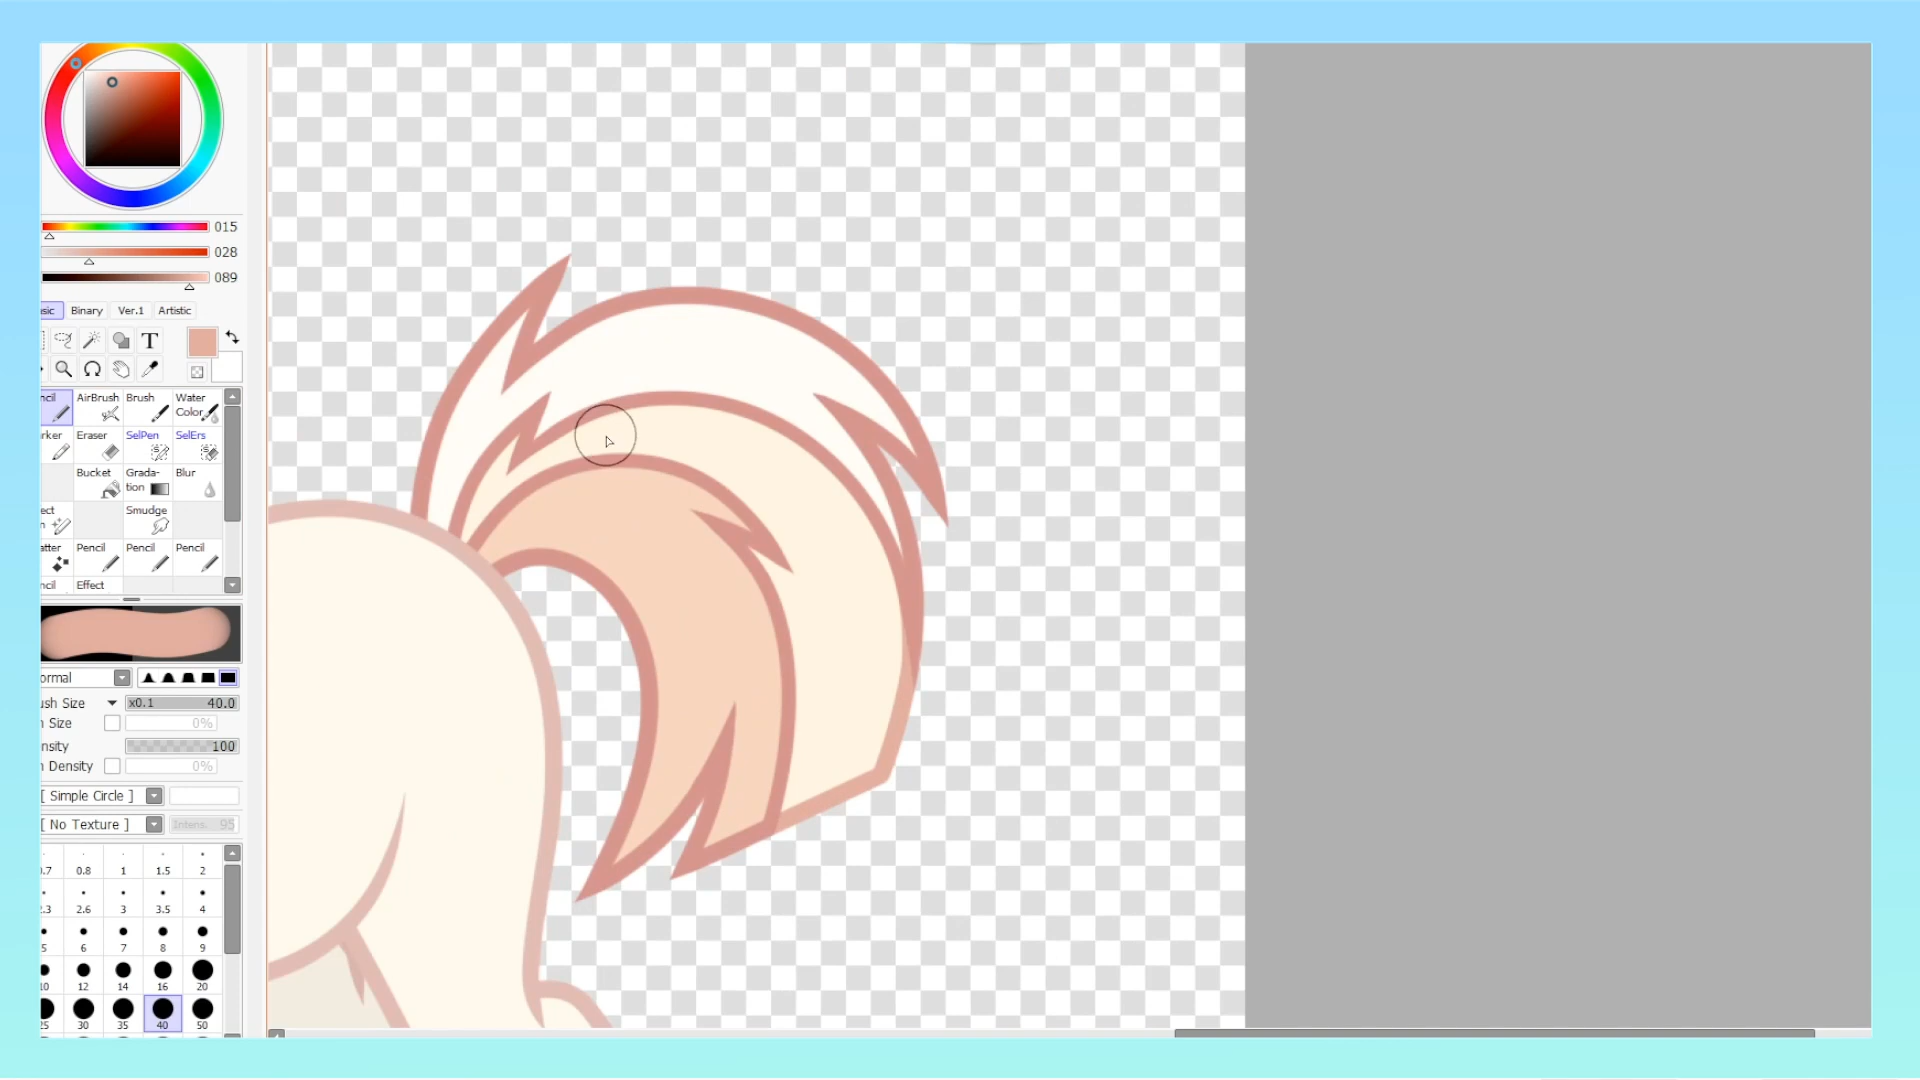 015
028
089
sic Binary Ver.1 Artistic
T
ncil AirBrush Brush Water
Color
rker Eraser SelPen SelErs
Bucket Grada- Blur
tion
ect Smudge
n
atter Pencil Pencil Pencil
ncil Effect
ormal
ush Size x0.1 40.0
n Size 0%
nsity 100
n Density 0%
[ Simple Circle ]
[ No Texture ] Intens. 95
.7 0.8 1 1.5 2
.3 2.6 3 3.5 4
5 6 7 8 9
10 12 14 16 20
25 30 35 40 50